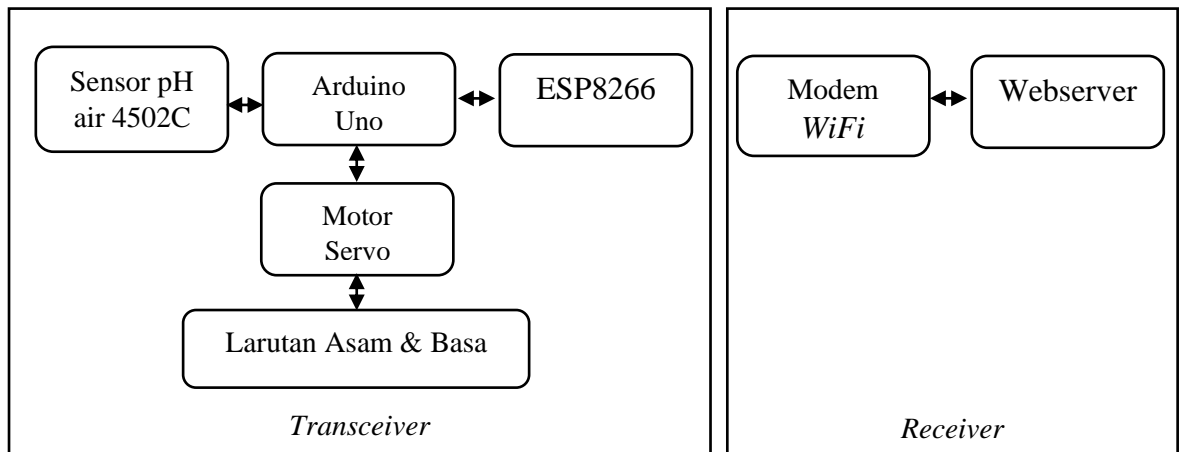 Sensor pH
air 4502C
Arduino
Uno
ESP8266
Motor
Servo
Larutan Asam & Basa
Transceiver
Modem
WiFi
Webserver
Receiver